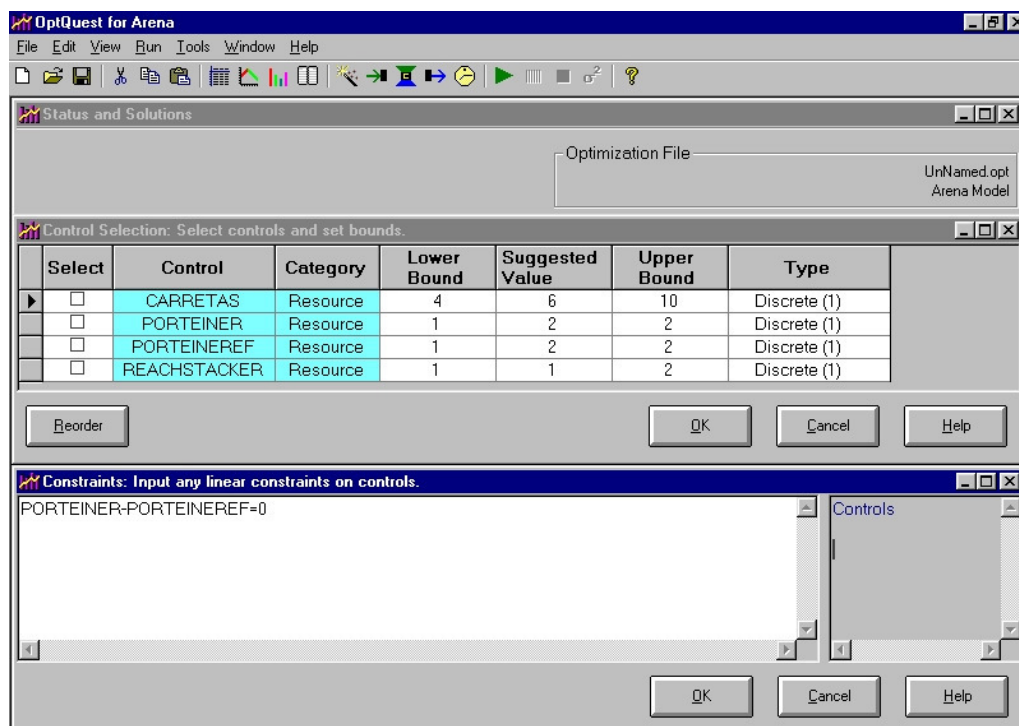 OptQuest for Arena
File Edit View Run Tools Window Help
Status and Solutions
Optimization File
UnNamed.opt
Arena Model
Control Selection: Select controls and set bounds.
Select Control Category Lower Bound Suggested Value Upper Bound Type
CARRETAS Resource 4 6 10 Discrete (1)
PORTEINER Resource 1 2 2 Discrete (1)
PORTEINEREF Resource 1 2 2 Discrete (1)
REACHSTACKER Resource 1 1 2 Discrete (1)
Reorder OK Cancel Help
Constraints: Input any linear constraints on controls.
PORTEINER-PORTEINEREF=0
Controls
OK Cancel Help